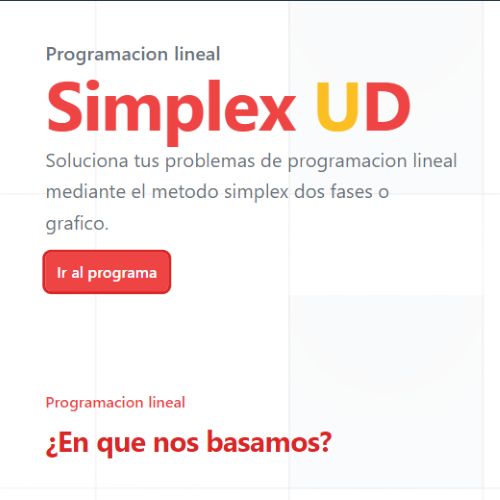 Programacion lineal
Simplex UD
Soluciona tus problemas de programacion lineal
mediante el metodo simplex dos fases o
grafico.
Ir al programa
Programacion lineal
¿En que nos basamos?